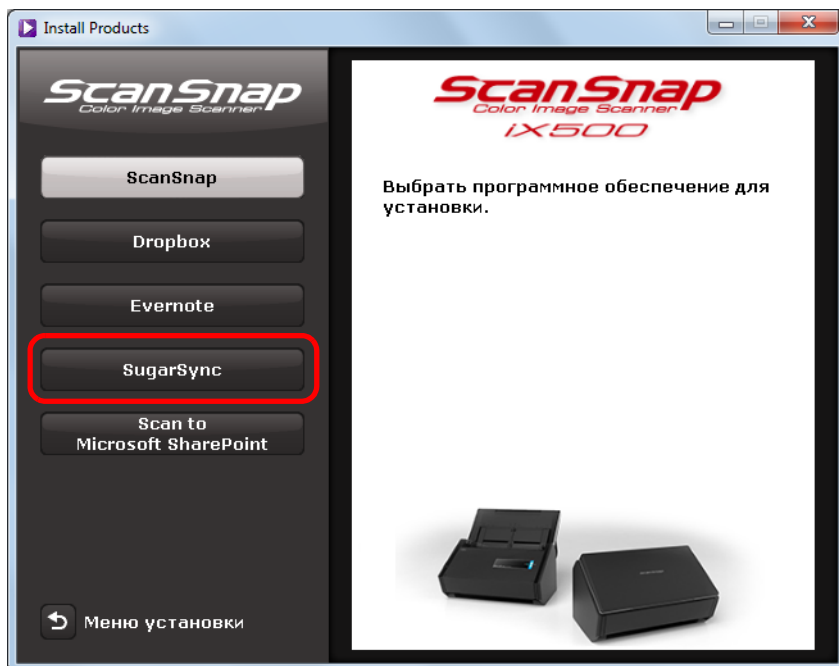 Install Products
ScanSnap
Color Image Scanner
ScanSnap
Dropbox
Evernote
SugarSync
Scan to
Microsoft SharePoint
Меню установки
ScanSnap
Color Image Scanner
iX500
Выбрать программное обеспечение для
установки.